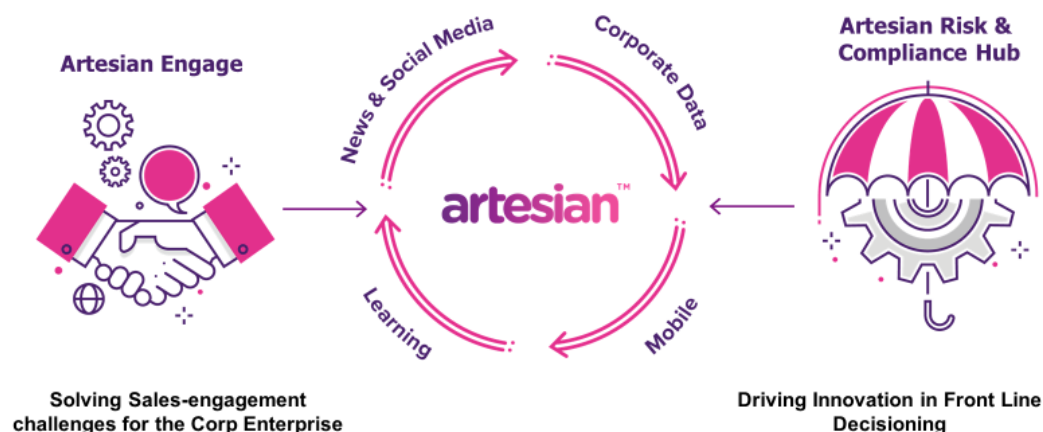 Artesian Engage
Solving Sales-engagement
challenges for the Corp Enterprise
News & Social Media
Corporate Data
Mobile
Learning
artesian™
Artesian Risk &
Compliance Hub
Driving Innovation in Front Line
Decisioning